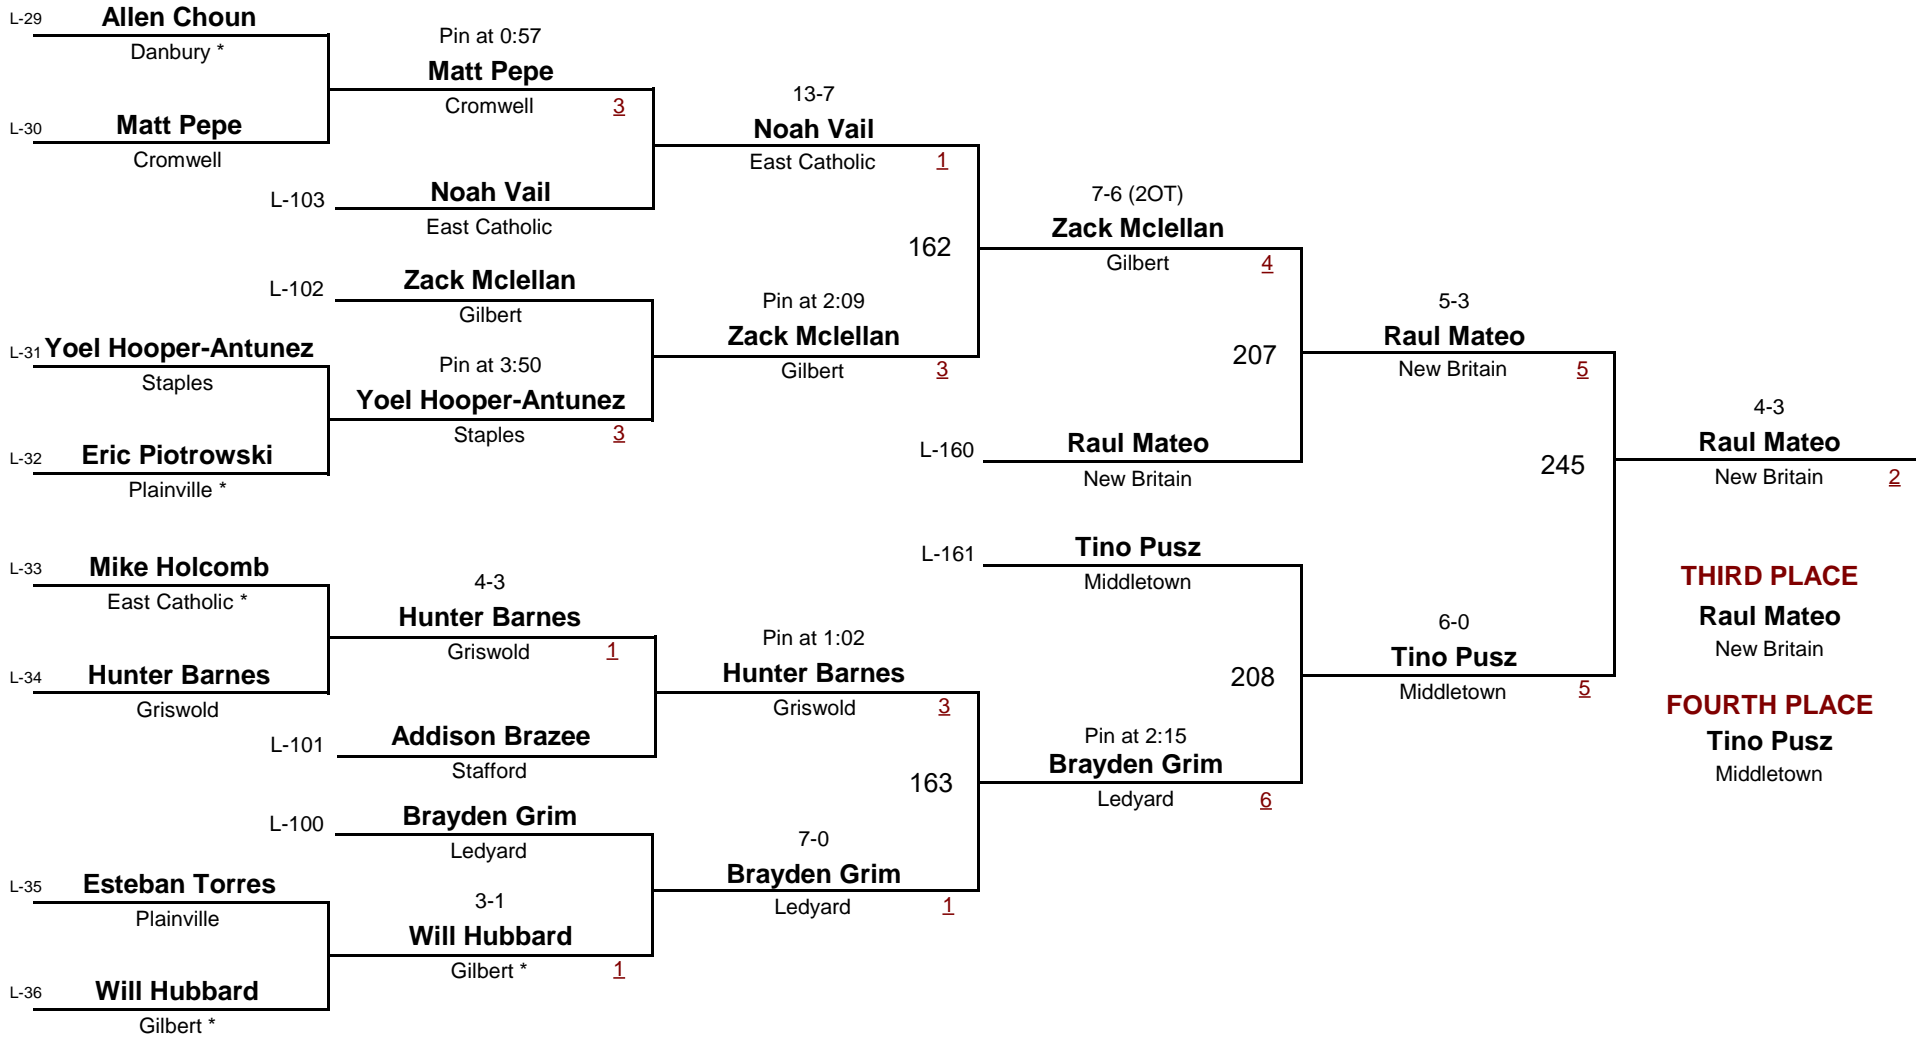 L-29 Allen Choun
Danbury *
L-30 Matt Pepe
Cromwell
L-31 Yoel Hooper-Antunez
Staples
L-32 Eric Piotrowski
Plainville *
L-33 Mike Holcomb
East Catholic *
L-34 Hunter Barnes
Griswold
L-35 Esteban Torres
Plainville
L-36 Will Hubbard
Gilbert *
Pin at 0:57
Matt Pepe
Cromwell 3
L-103 Noah Vail
East Catholic
L-102 Zack Mclellan
Gilbert
Pin at 3:50
Yoel Hooper-Antunez
Staples 3
4-3
Hunter Barnes
Griswold 1
L-101 Addison Brazee
Stafford
L-100 Brayden Grim
Ledyard
3-1
Will Hubbard
Gilbert * 1
13-7
Noah Vail
East Catholic 1
162
Pin at 2:09
Zack Mclellan
Gilbert 3
Pin at 1:02
Hunter Barnes
Griswold 3
163
7-0
Brayden Grim
Ledyard 1
7-6 (2OT)
Zack Mclellan
Gilbert 4
207
L-160 Raul Mateo
New Britain
L-161 Tino Pusz
Middletown
208
Pin at 2:15
Brayden Grim
Ledyard 6
5-3
Raul Mateo
New Britain 5
245
6-0
Tino Pusz
Middletown 5
4-3
Raul Mateo
New Britain 2
THIRD PLACE
Raul Mateo
New Britain
FOURTH PLACE
Tino Pusz
Middletown